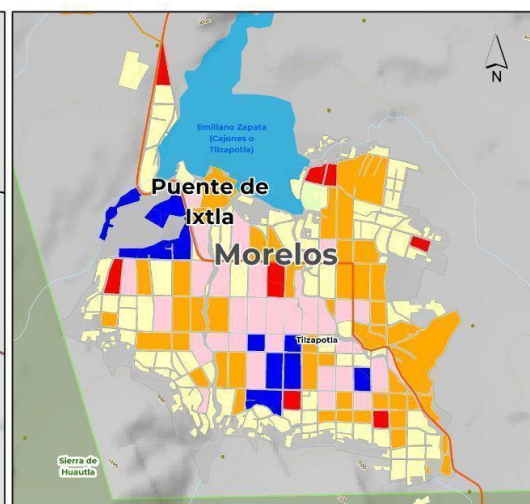 N
Emiliano Zapata
(Cajones o
Tilzapotla)
Puente de
Ixtla
Morelos
Tilzapotla
Sierra de
Huautla